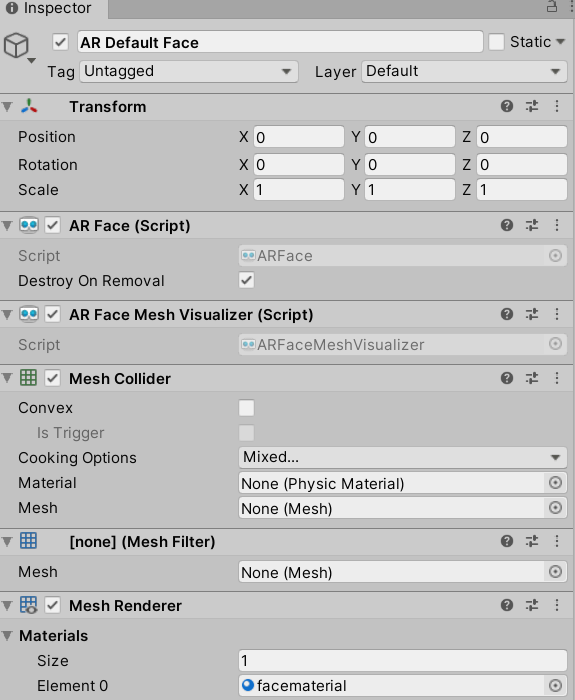 Inspector
AR Default Face Static
Tag Untagged Layer Default
Transform
Position X 0 Y 0 Z 0
Rotation X 0 Y 0 Z 0
Scale X 1 Y 1 Z 1
AR Face (Script)
Script ARFace
Destroy On Removal
AR Face Mesh Visualizer (Script)
Script ARFaceMeshVisualizer
Mesh Collider
Convex
Is Trigger
Cooking Options Mixed...
Material None (Physic Material)
Mesh None (Mesh)
[none] (Mesh Filter)
Mesh None (Mesh)
Mesh Renderer
Materials
Size 1
Element 0 facematerial